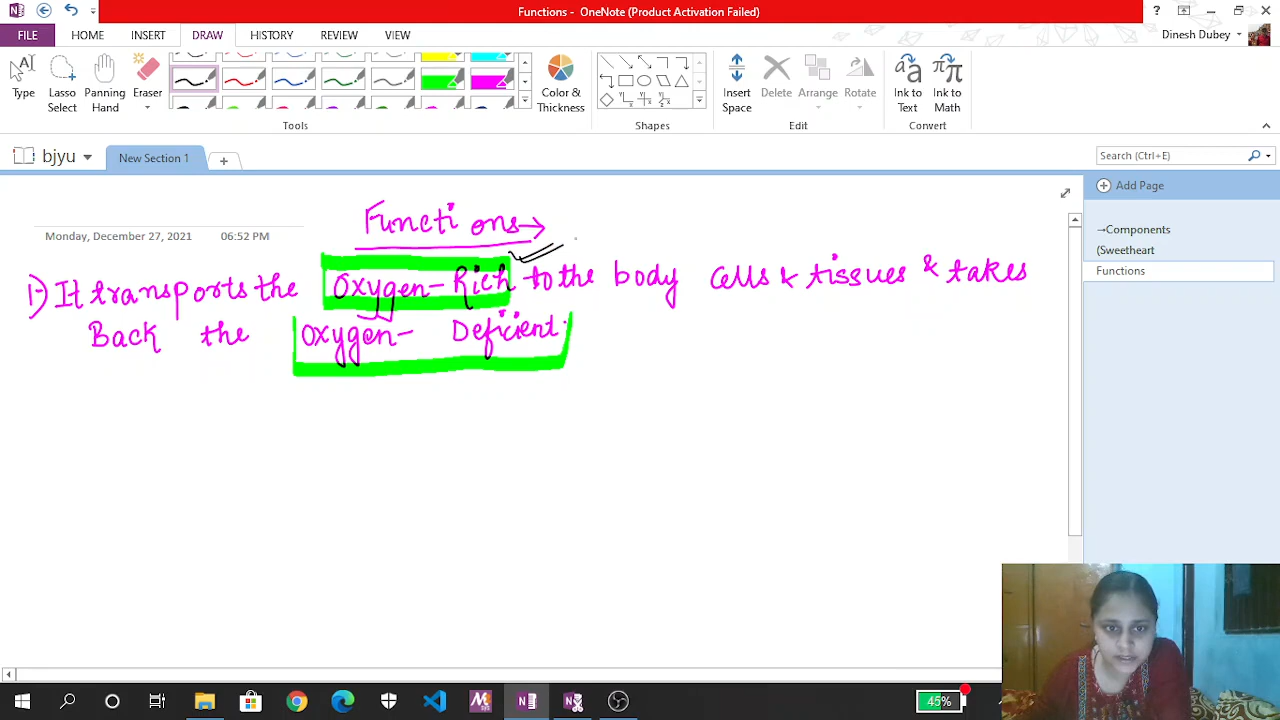 Functions - OneNote (Product Activation Failed)
FILE HOME INSERT DRAW HISTORY REVIEW VIEW
Dinesh Dubey
Type Lasso Select Panning Hand Eraser Color & Thickness Insert Space Delete Arrange Rotate Ink to Text Ink to Math
Tools Shapes Edit Convert
bjyu New Section 1
Search (Ctrl+E)
Add Page
→Components
(Sweetheart
Functions
Functions→
Monday, December 27, 2021 06:52 PM
1) It transports the Oxygen-Rich to the body cells & tissues & takes
Back the Oxygen- Deficient.
45%